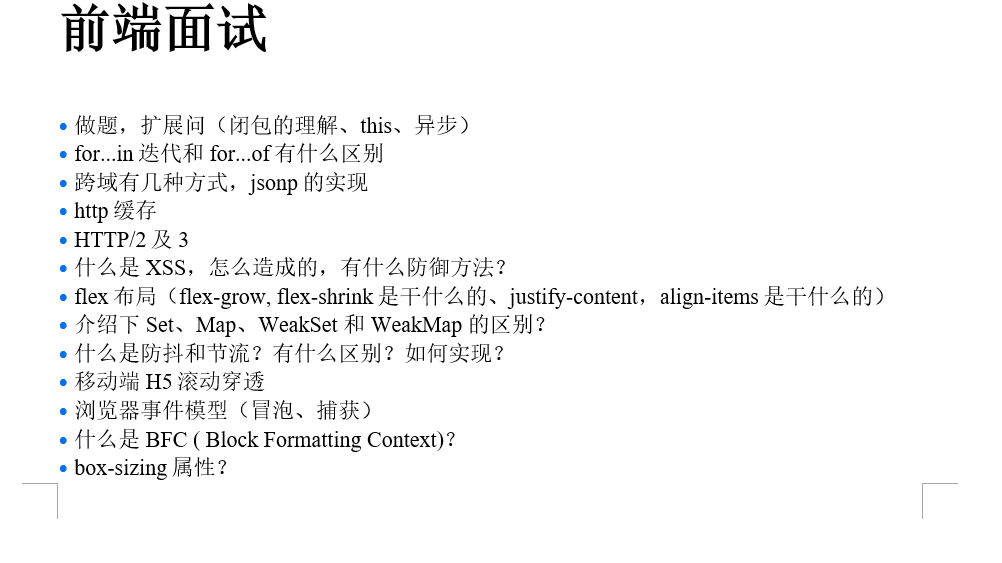 前端面试
• 做题，扩展问（闭包的理解、this、异步）
• for...in 迭代和 for...of 有什么区别
• 跨域有几种方式，jsonp 的实现
• http 缓存
• HTTP/2 及 3
• 什么是 XSS，怎么造成的，有什么防御方法？
• flex 布局（flex-grow, flex-shrink 是干什么的、justify-content，align-items 是干什么的）
• 介绍下 Set、Map、WeakSet 和 WeakMap 的区别？
• 什么是防抖和节流？有什么区别？如何实现？
• 移动端 H5 滚动穿透
• 浏览器事件模型（冒泡、捕获）
• 什么是 BFC ( Block Formatting Context)？
• box-sizing 属性？